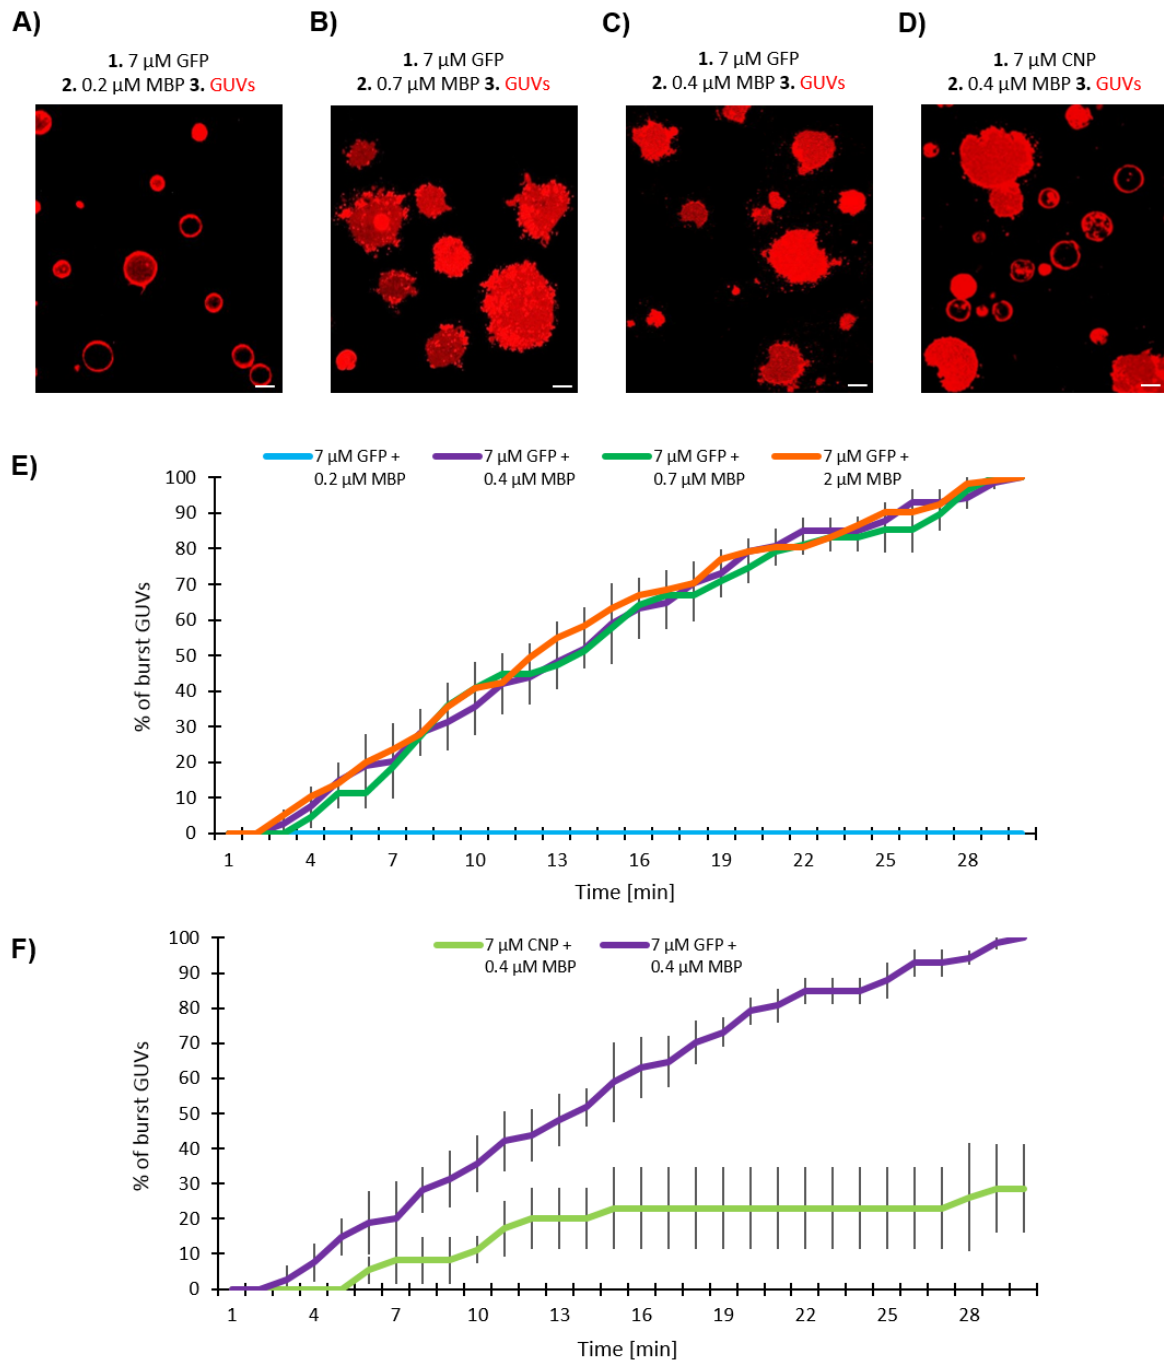 A)
B)
C)
D)
1. 7 µM GFP
2. 0.2 µM MBP 3. GUVs
1. 7 µM GFP
2. 0.7 µM MBP 3. GUVs
1. 7 µM GFP
2. 0.4 µM MBP 3. GUVs
1. 7 µM CNP
2. 0.4 µM MBP 3. GUVs
E)
7 µM GFP +
0.2 µM MBP
7 µM GFP +
0.4 µM MBP
7 µM GFP +
0.7 µM MBP
7 µM GFP +
2 µM MBP
% of burst GUVs
100
90
80
70
60
50
40
30
20
10
0
1 4 7 10 13 16 19 22 25 28
Time [min]
F)
7 µM CNP +
0.4 µM MBP
7 µM GFP +
0.4 µM MBP
% of burst GUVs
100
90
80
70
60
50
40
30
20
10
0
1 4 7 10 13 16 19 22 25 28
Time [min]